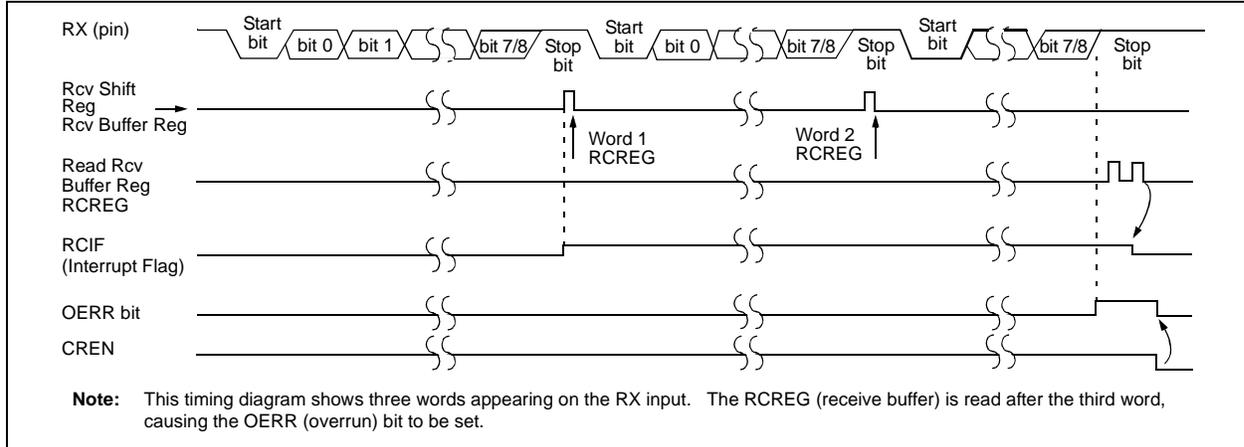 RX (pin)
Start
bit
bit 0
bit 1
bit 7/8
Stop
bit
Start
bit
bit 0
bit 7/8
Stop
bit
Start
bit
bit 7/8
Stop
bit
Rcv Shift
Reg
Rcv Buffer Reg
Word 1
RCREG
Word 2
RCREG
Read Rcv
Buffer Reg
RCREG
RCIF
(Interrupt Flag)
OERR bit
CREN
Note: This timing diagram shows three words appearing on the RX input. The RCREG (receive buffer) is read after the third word,
causing the OERR (overrun) bit to be set.